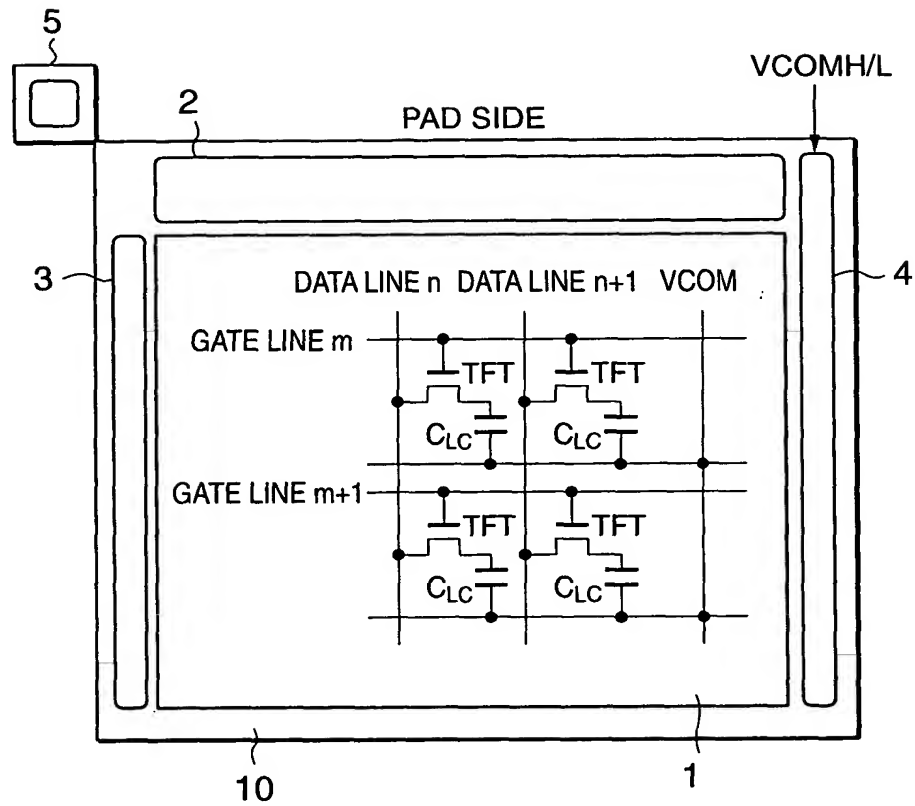 5
VCOMH/L
2
PAD SIDE
3
4
DATA LINE n DATA LINE n+1 VCOM
GATE LINE m
TFT TFT
CLC CLC
GATE LINE m+1
TFT TFT
CLC CLC
10
1